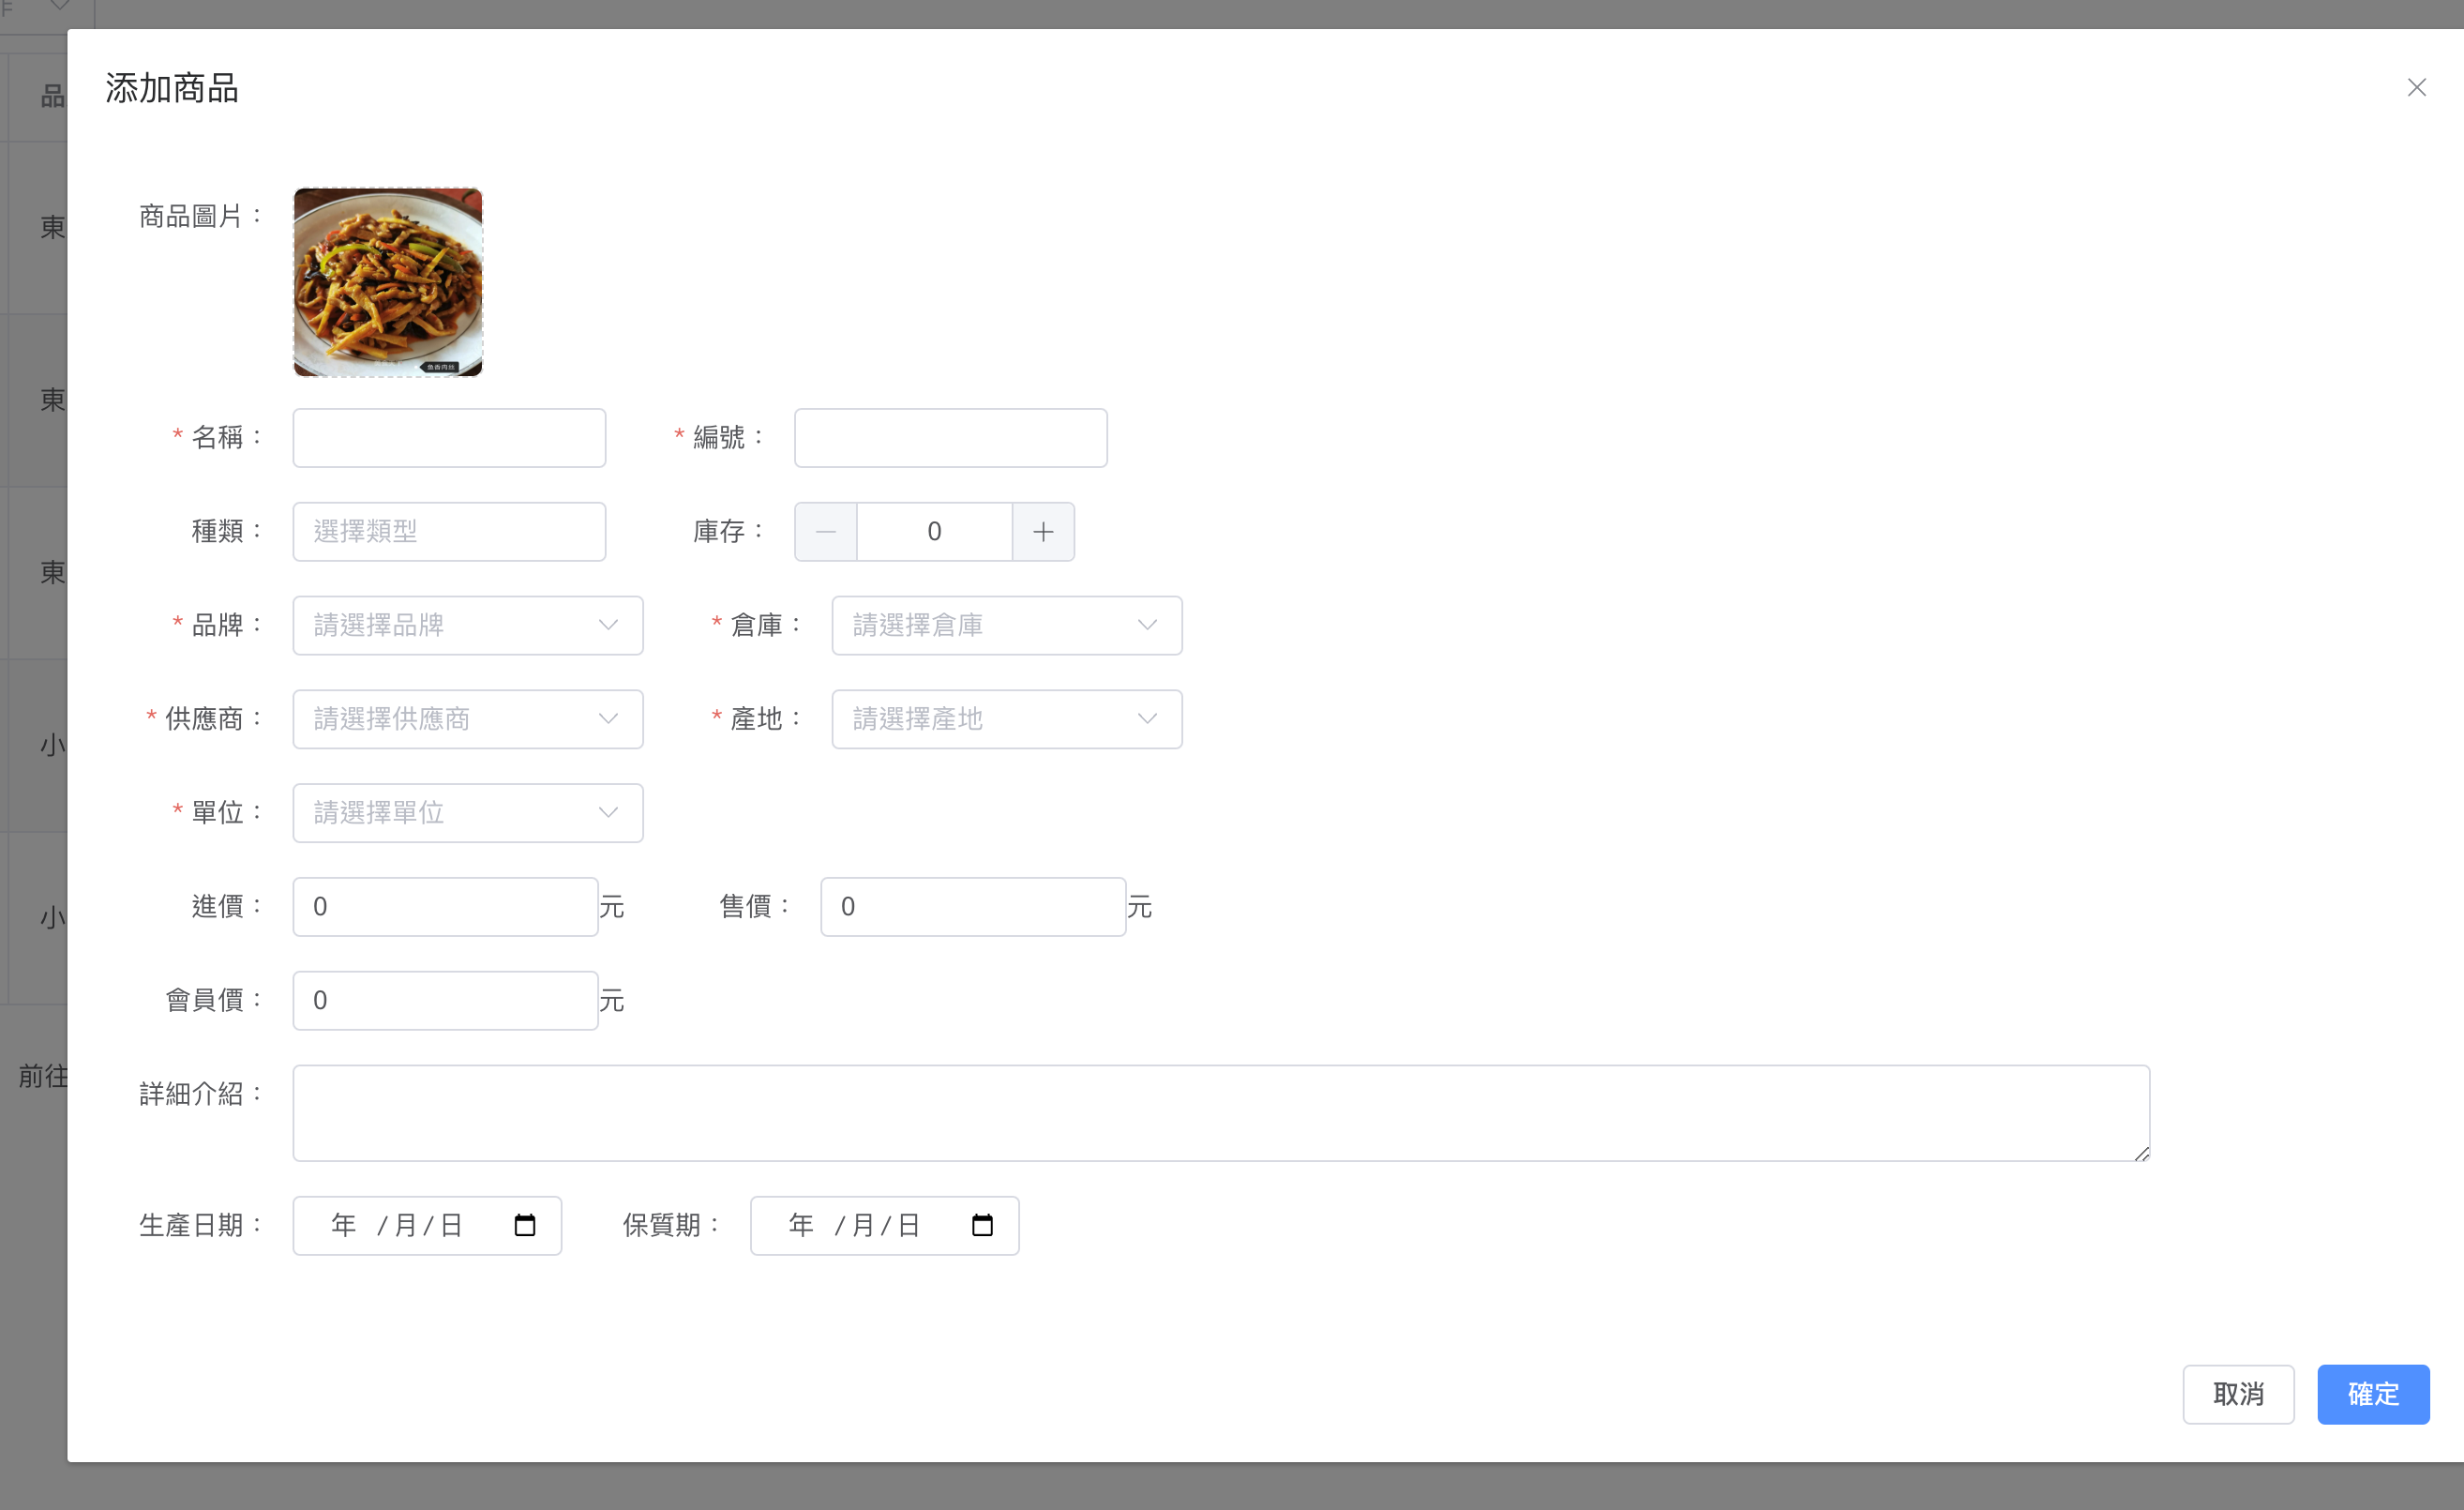 品
東
東
東
小
小
前往
添加商品
商品圖片：
魚香肉絲
* 名稱：
* 編號：
種類： 選擇類型
庫存： 0
* 品牌： 請選擇品牌
* 倉庫： 請選擇倉庫
* 供應商： 請選擇供應商
* 產地： 請選擇產地
* 單位： 請選擇單位
進價： 0 元
售價： 0 元
會員價： 0 元
詳細介紹：
生產日期： 年 /月/日
保質期： 年 /月/日
取消
確定